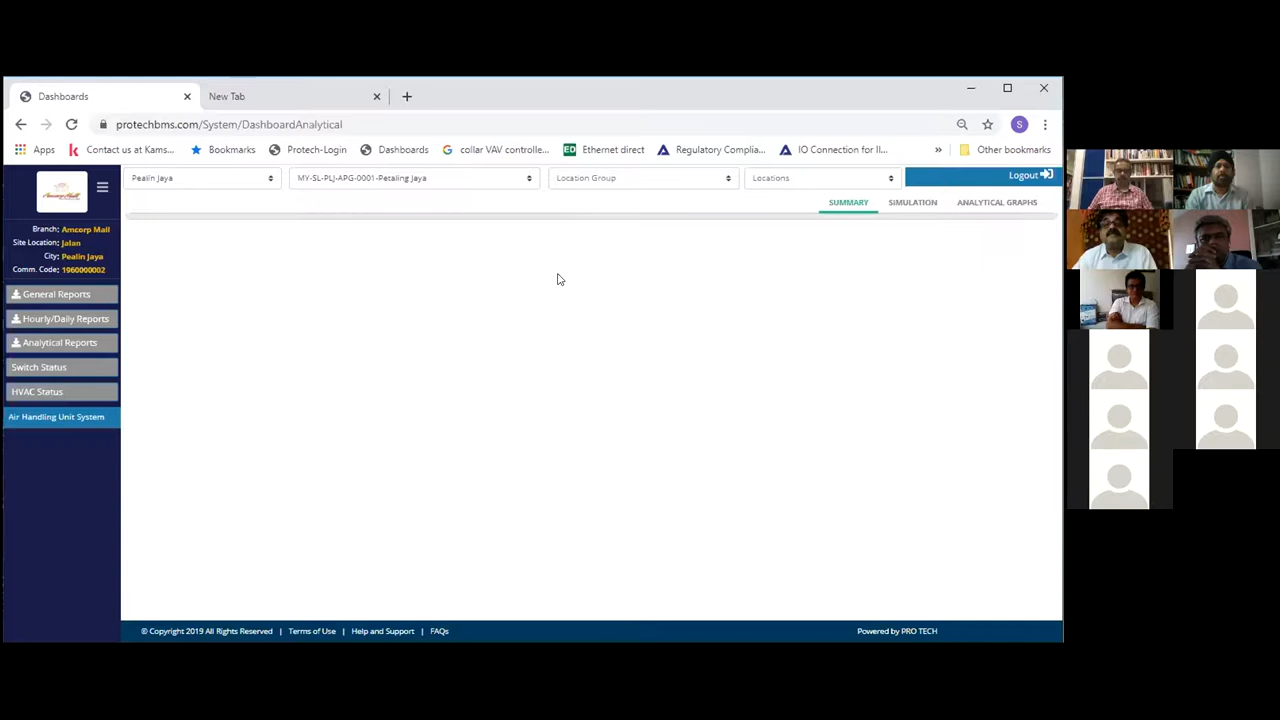 Dashboards
New Tab
protechbms.com/System/DashboardAnalytical
S
Apps
Contact us at Kams...
Bookmarks
Protech-Login
Dashboards
collar VAV controlle...
ED Ethernet direct
Regulatory Complia...
IO Connection for II...
»
Other bookmarks
Amcorp Mall
Pealin Jaya
MY-SL-PLJ-APG-0001-Petaling Jaya
Location Group
Locations
Logout
SUMMARY
SIMULATION
ANALYTICAL GRAPHS
Branch: Amcorp Mall
Site Location: Jalan
City: Pealin Jaya
Comm. Code: 1960000002
General Reports
Hourly/Daily Reports
Analytical Reports
Switch Status
HVAC Status
Air Handling Unit System
© Copyright 2019 All Rights Reserved | Terms of Use | Help and Support | FAQs
Powered by PRO TECH